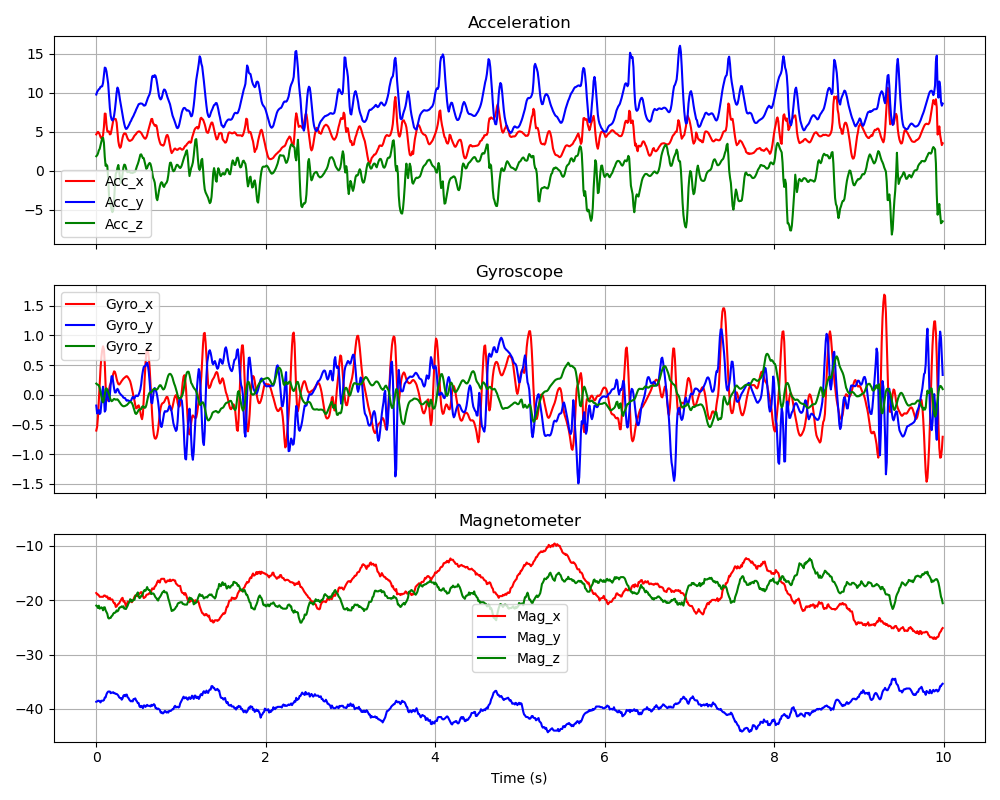 Acceleration
15
10
5
0
−5
Acc_x
Acc_y
Acc_z
Gyroscope
1.5
1.0
0.5
0.0
−0.5
−1.0
−1.5
Gyro_x
Gyro_y
Gyro_z
Magnetometer
−10
−20
−30
−40
Mag_x
Mag_y
Mag_z
0 2 4 6 8 10
Time (s)